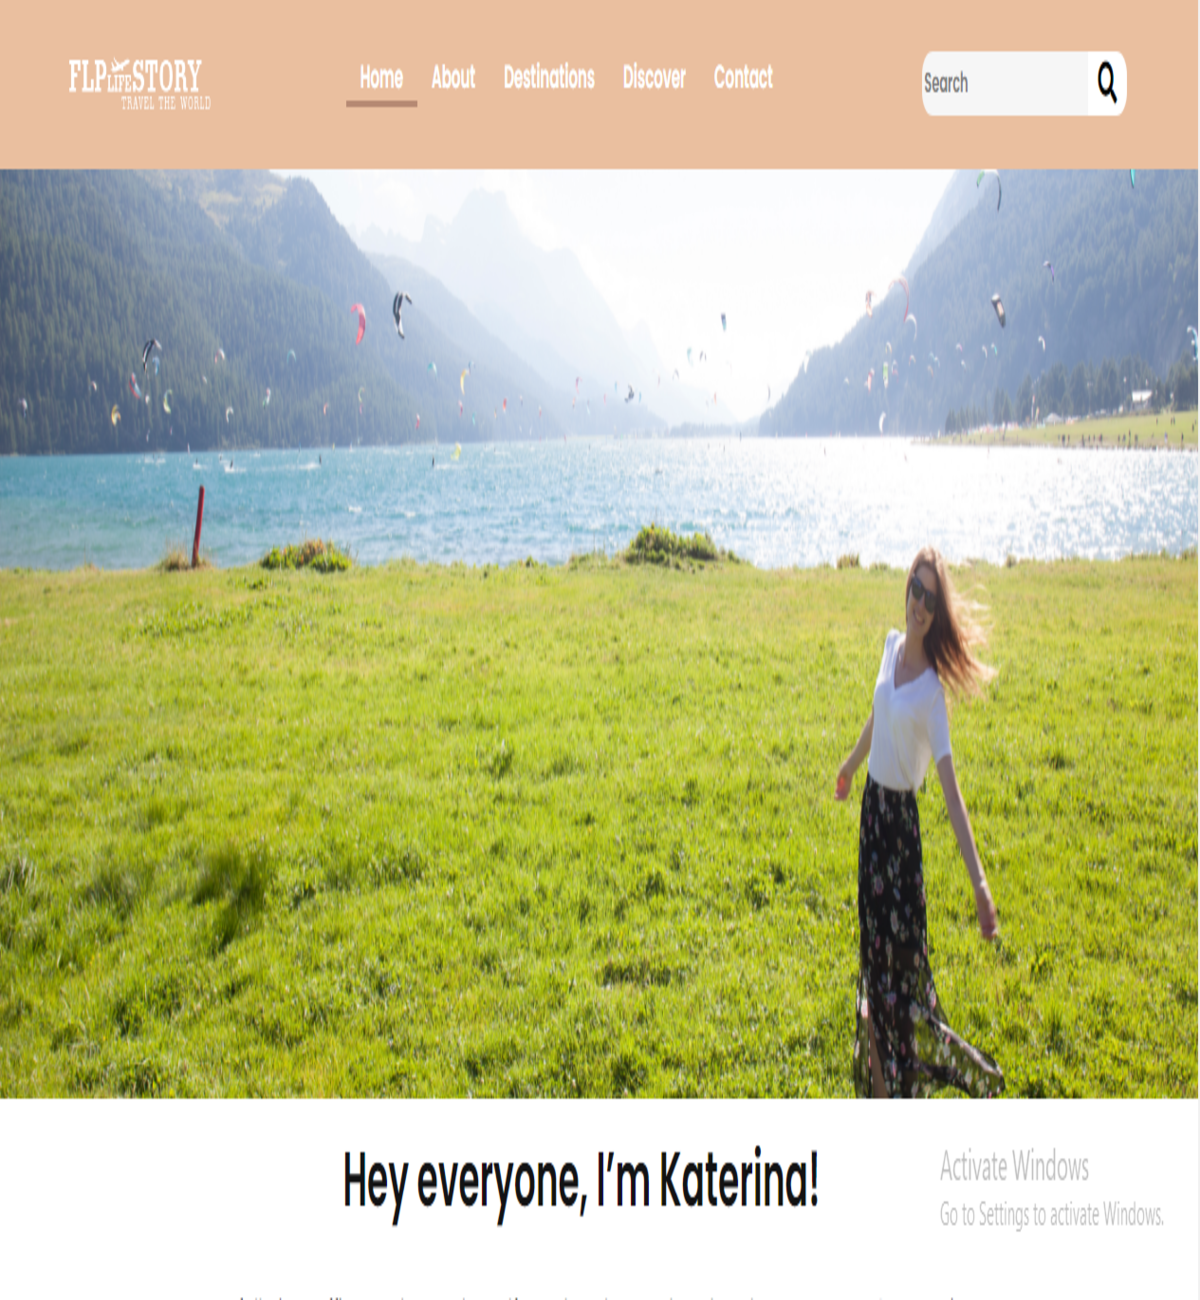 FLP LIFE STORY
TRAVEL THE WORLD
Home About Destinations Discover Contact
Search
Hey everyone, I'm Katerina!
Activate Windows
Go to Settings to activate Windows.